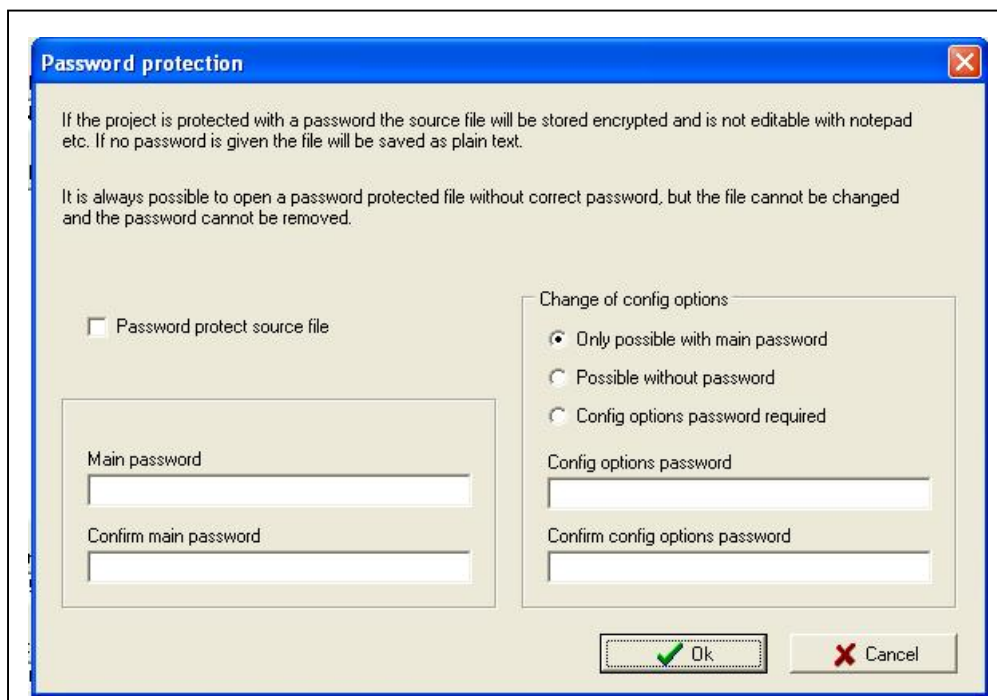 Password protection
If the project is protected with a password the source file will be stored encrypted and is not editable with notepad
etc. If no password is given the file will be saved as plain text.
It is always possible to open a password protected file without correct password, but the file cannot be changed
and the password cannot be removed.
Password protect source file
Main password
Confirm main password
Change of config options
Only possible with main password
Possible without password
Config options password required
Config options password
Confirm config options password
Ok
Cancel